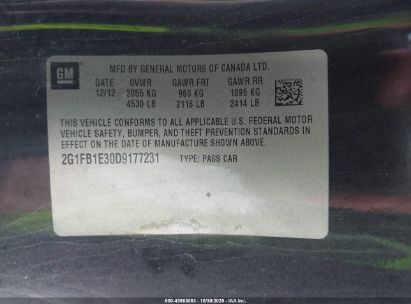 GM
MFD BY GENERAL MOTORS OF CANADA LTD.
DATE GVWR GAWR FRT GAWR RR
12/12 2055 KG 960 KG 1095 KG
4530 LB 2116 LB 2414 LB
THIS VEHICLE CONFORMS TO ALL APPLICABLE U.S. FEDERAL MOTOR
VEHICLE SAFETY, BUMPER, AND THEFT PREVENTION STANDARDS IN
EFFECT ON THE DATE OF MANUFACTURE SHOWN ABOVE.
2G1FB1E30D9177231 TYPE: PASS CAR